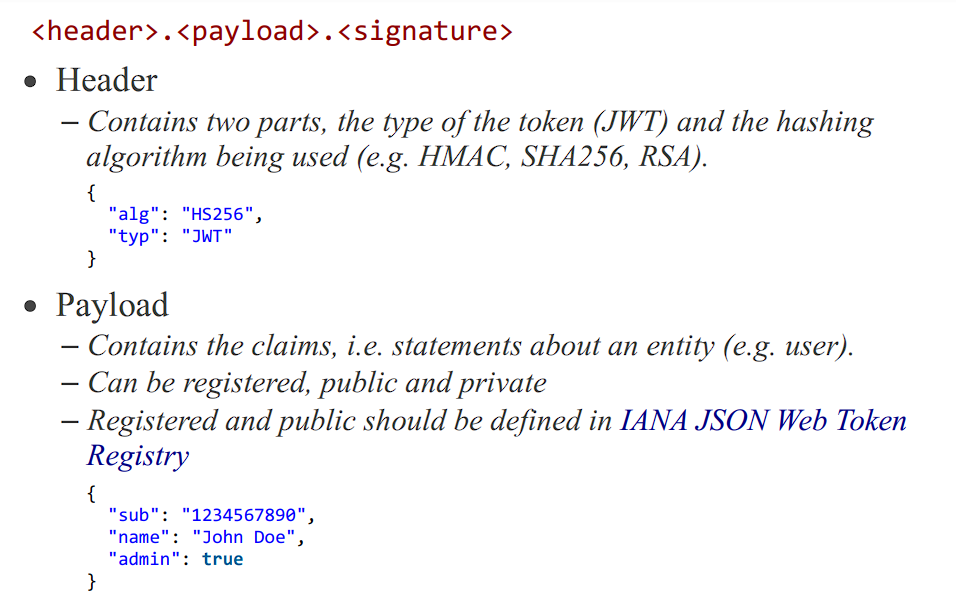 <header>.<payload>.<signature>
• Header
– Contains two parts, the type of the token (JWT) and the hashing
algorithm being used (e.g. HMAC, SHA256, RSA).
{
"alg": "HS256",
"typ": "JWT"
}
• Payload
– Contains the claims, i.e. statements about an entity (e.g. user).
– Can be registered, public and private
– Registered and public should be defined in IANA JSON Web Token
Registry
{
"sub": "1234567890",
"name": "John Doe",
"admin": true
}